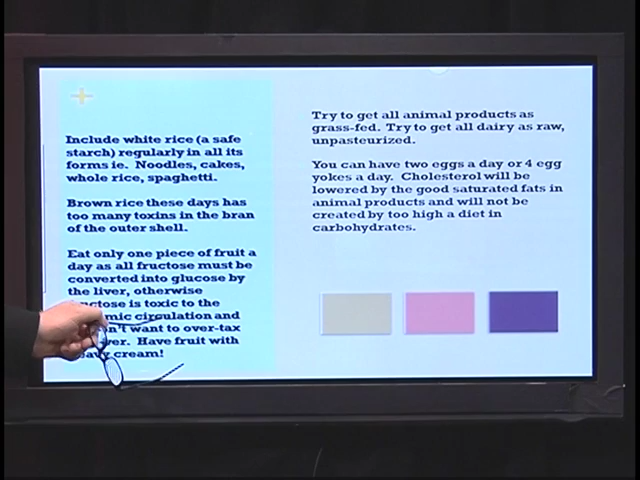 Include white rice (a safe
starch) regularly in all its
forms ie. Noodles, cakes,
whole rice, spaghetti.
Brown rice these days has
too many toxins in the bran
of the outer shell.
Eat only one piece of fruit a
day as all fructose must be
converted into glucose by
the liver, otherwise
is toxic to the
circulation and
want to over-tax
Have fruit with
cream!
Try to get all animal products as
grass-fed. Try to get all dairy as raw,
unpasteurized.
You can have two eggs a day or 4 egg
yokes a day. Cholesterol will be
lowered by the good saturated fats in
animal products and will not be
created by too high a diet in
carbohydrates.